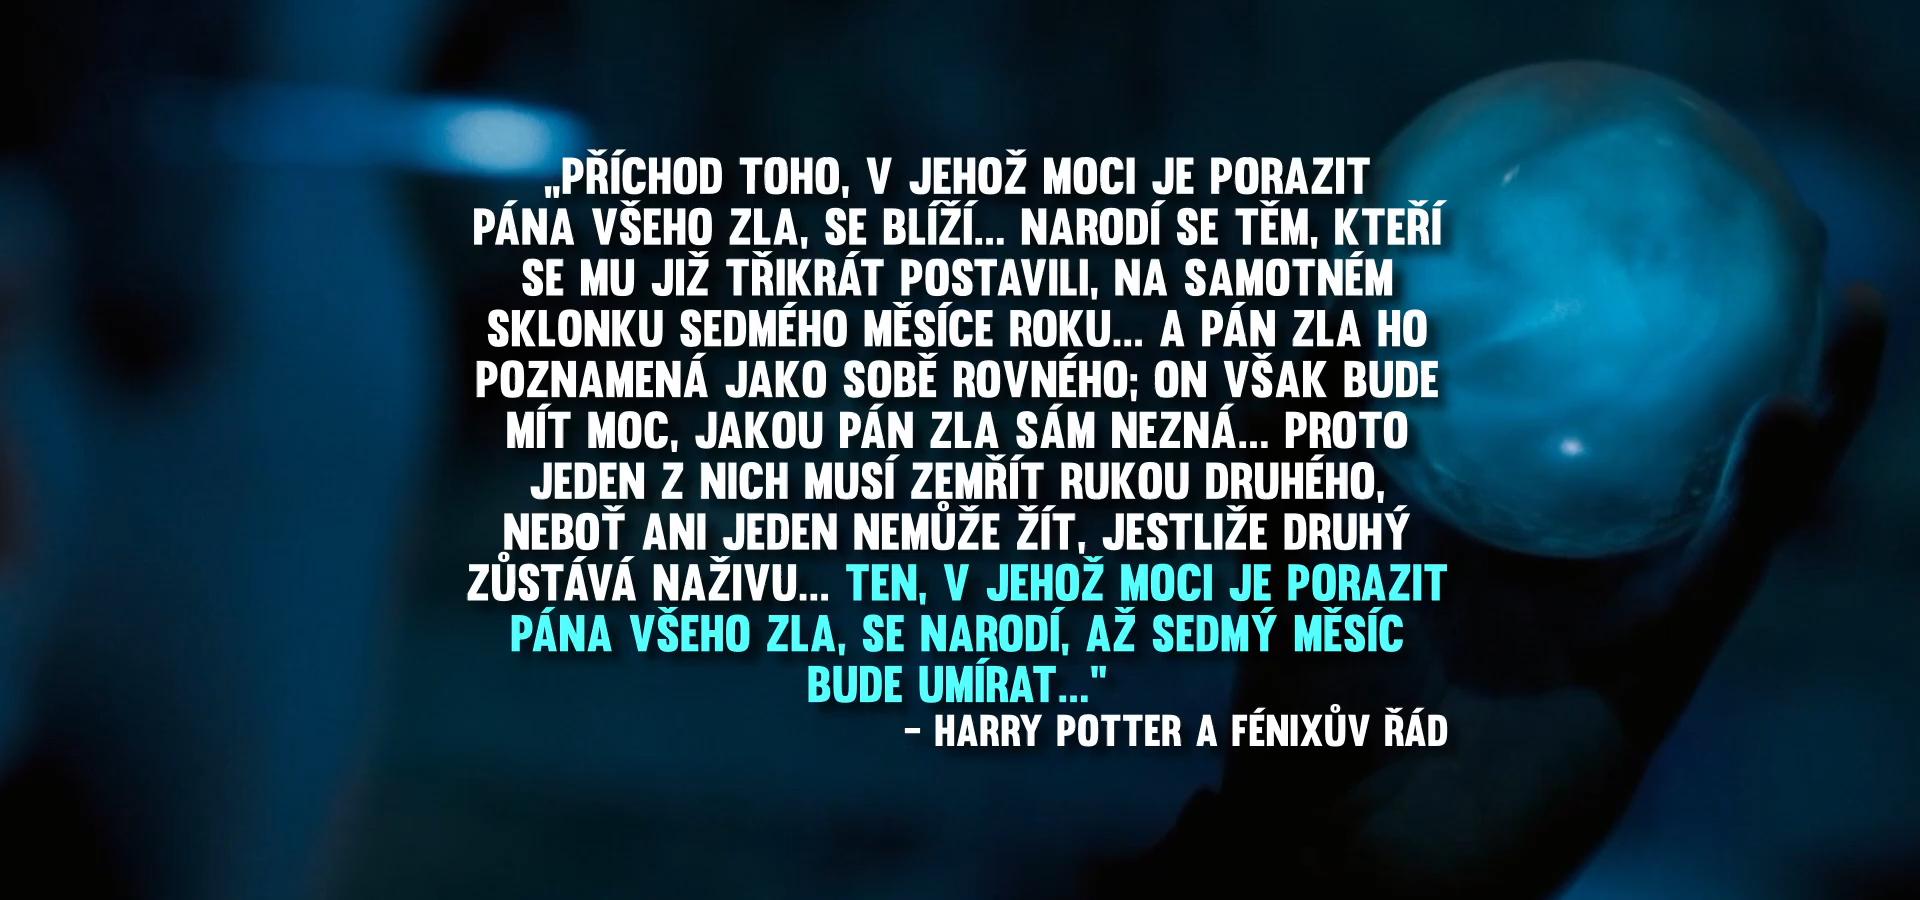 „PŘÍCHOD TOHO, V JEHOŽ MOCI JE PORAZIT
PÁNA VŠEHO ZLA, SE BLÍŽÍ... NARODÍ SE TĚM, KTEŘÍ
SE MU JIŽ TŘIKRÁT POSTAVILI, NA SAMOTNÉM
SKLONKU SEDMÉHO MĚSÍCE ROKU... A PÁN ZLA HO
POZNAMENÁ JAKO SOBĚ ROVNÉHO; ON VŠAK BUDE
MÍT MOC, JAKOU PÁN ZLA SÁM NEZNÁ... PROTO
JEDEN Z NICH MUSÍ ZEMŘÍT RUKOU DRUHÉHO,
NEBOŤ ANI JEDEN NEMŮŽE ŽÍT, JESTLIŽE DRUHÝ
ZŮSTÁVÁ NAŽIVU... TEN, V JEHOŽ MOCI JE PORAZIT
PÁNA VŠEHO ZLA, SE NARODÍ, AŽ SEDMÝ MĚSÍC
BUDE UMÍRAT..."
- HARRY POTTER A FÉNIXŮV ŘÁD